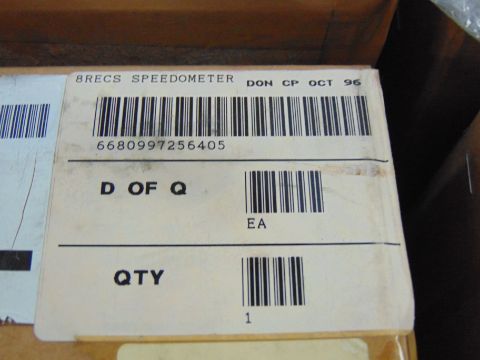 8RECS SPEEDOMETER DON CP OCT 96
6680997256405
D OF Q
EA
QTY
1